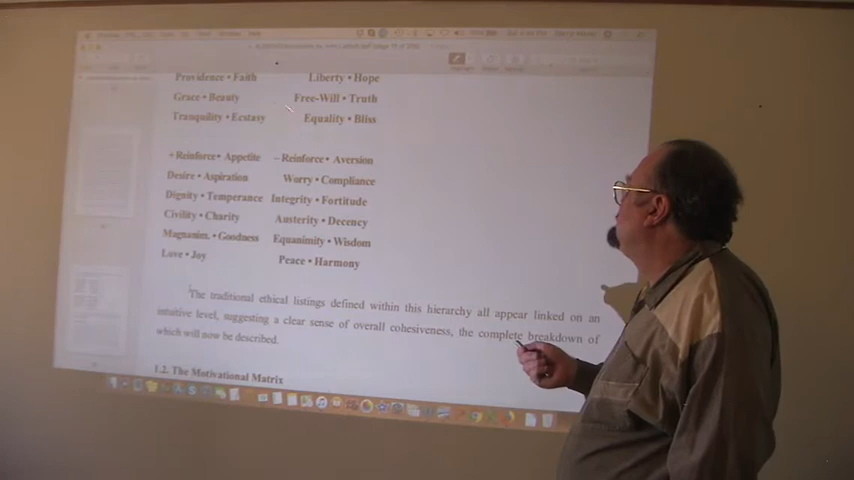 Providence • Faith Liberty • Hope
Grace • Beauty Free-Will • Truth
Tranquility • Ecstasy Equality • Bliss
+ Reinforce • Appetite – Reinforce • Aversion
Desire • Aspiration Worry • Compliance
Dignity • Temperance Integrity • Fortitude
Civility • Charity Austerity • Decency
Magnanim. • Goodness Equanimity • Wisdom
Love • Joy Peace • Harmony
The traditional ethical listings defined within this hierarchy all appear linked on an
intuitive level, suggesting a clear sense of overall cohesiveness, the complete breakdown of
which will now be described.
1.2. The Motivational Matrix